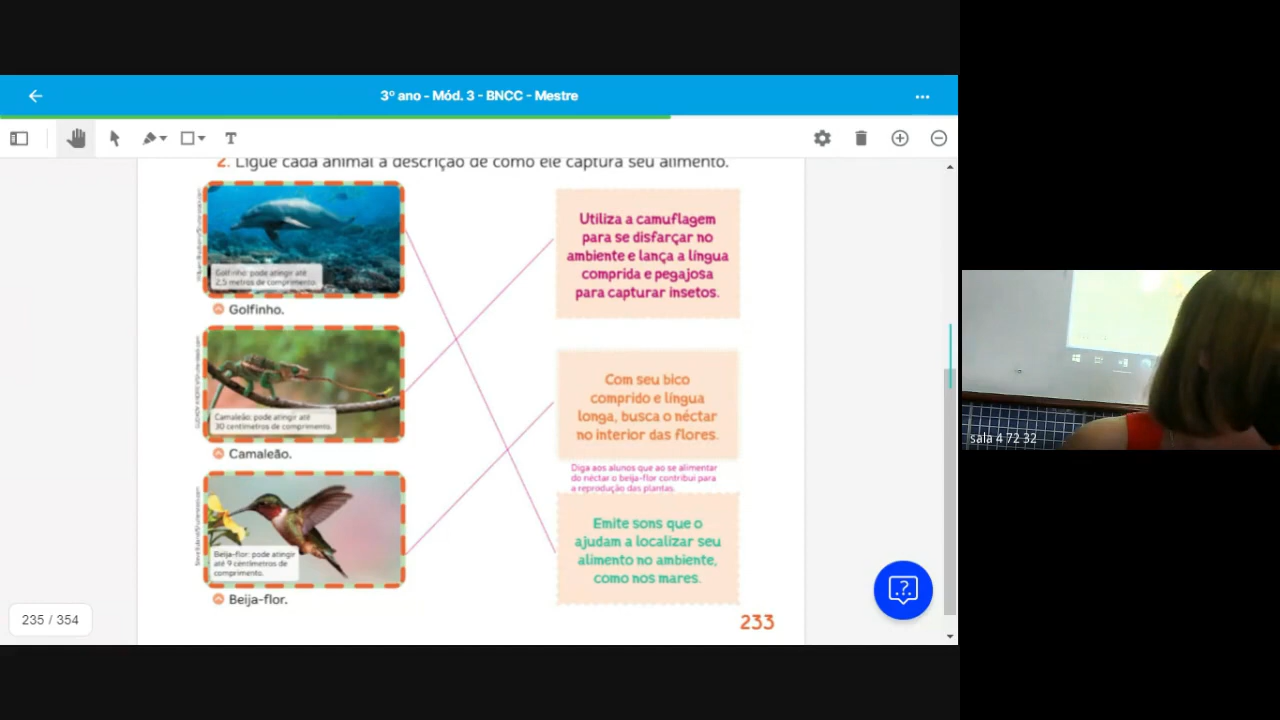 3º ano - Mód. 3 - BNCC - Mestre
T
2. Ligue cada animal à descrição de como ele captura seu alimento.
Golfinho: pode atingir até
2,5 metros de comprimento.
Golfinho.
Camaleão: pode atingir até
30 centímetros de comprimento.
Camaleão.
Beija-flor: pode atingir
até 9 centímetros de
comprimento.
Beija-flor.
Utiliza a camuflagem
para se disfarçar no
ambiente e lança a língua
comprida e pegajosa
para capturar insetos.
Com seu bico
comprido e língua
longa, busca o néctar
no interior das flores.
Diga aos alunos que ao se alimentar
do néctar o beija-flor contribui para
a reprodução das plantas.
Emite sons que o
ajudam a localizar seu
alimento no ambiente,
como nos mares.
233
235 / 354
sala 4 72 32